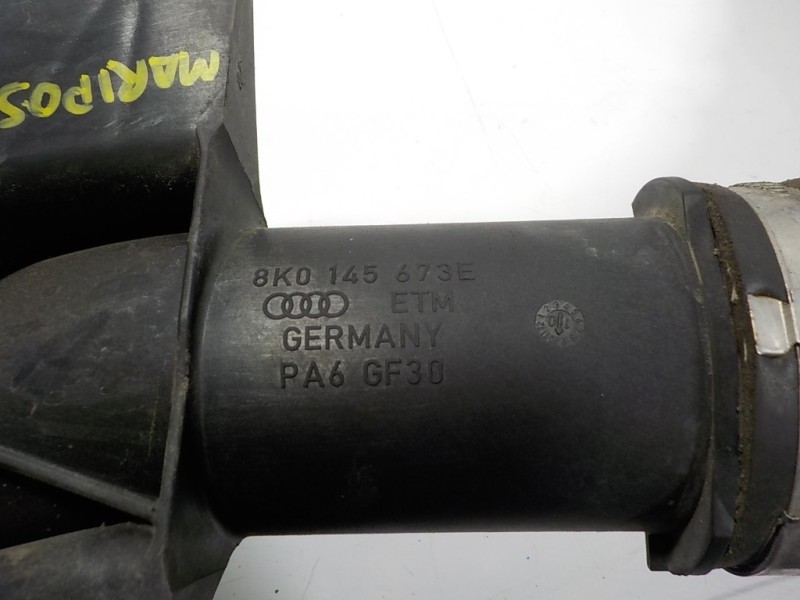 MARIPOS
8K0 145 673E
ETM
GERMANY
PA6 GF30